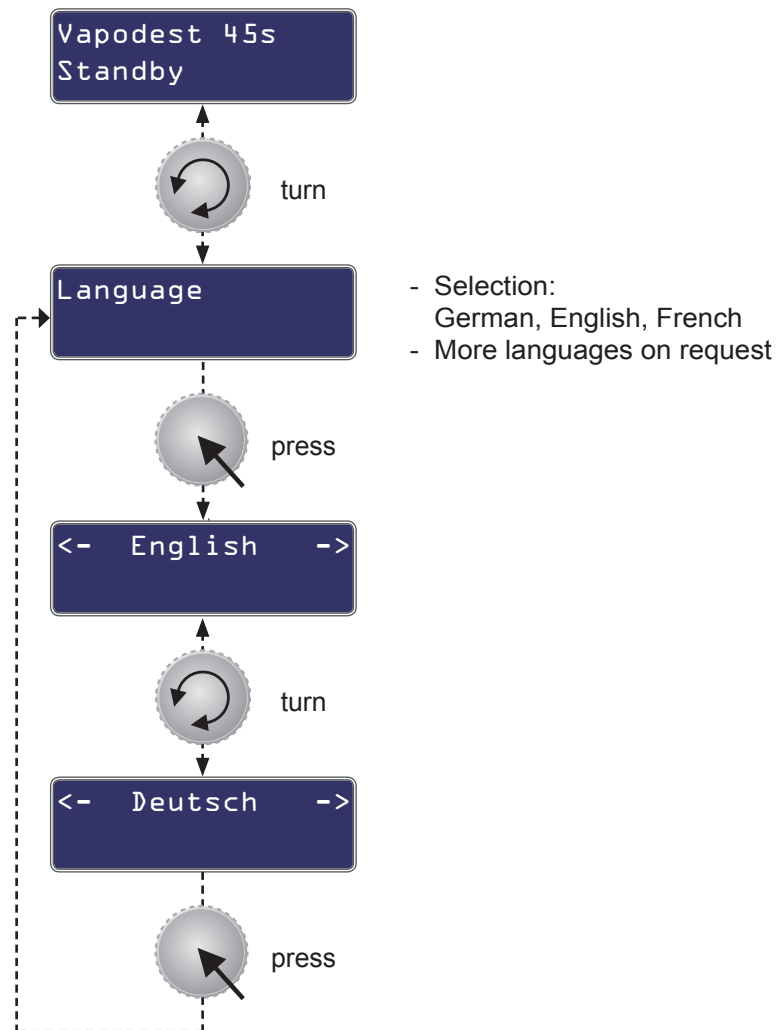 Vapodest 45s
Standby
turn
Language
- Selection:
German, English, French
- More languages on request
press
<- English ->
turn
<- Deutsch ->
press